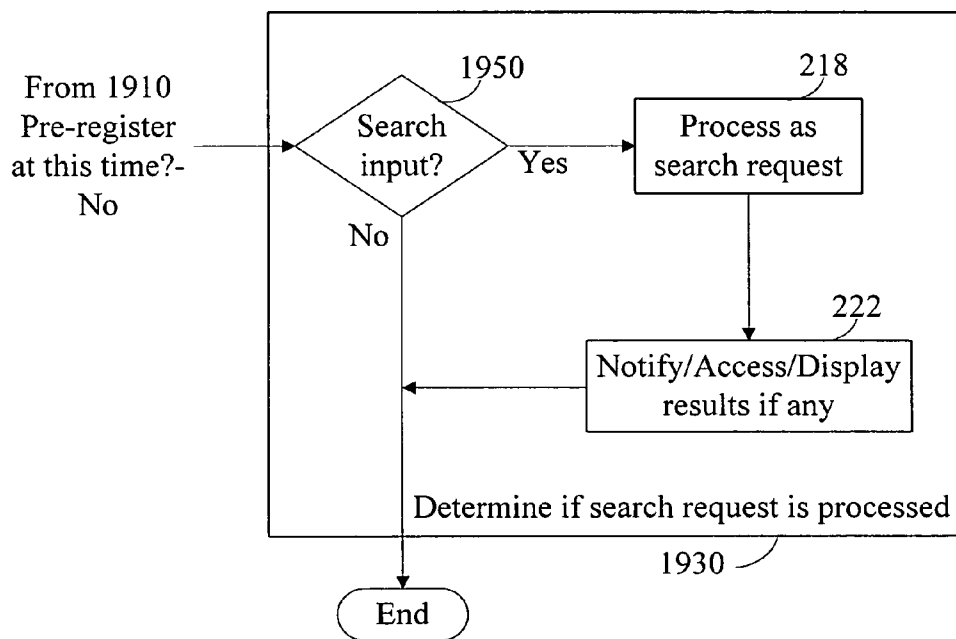 From 1910
Pre-register
at this time?-
No
1950
Search
input?
Yes
No
218
Process as
search request
222
Notify/Access/Display
results if any
Determine if search request is processed
1930
End